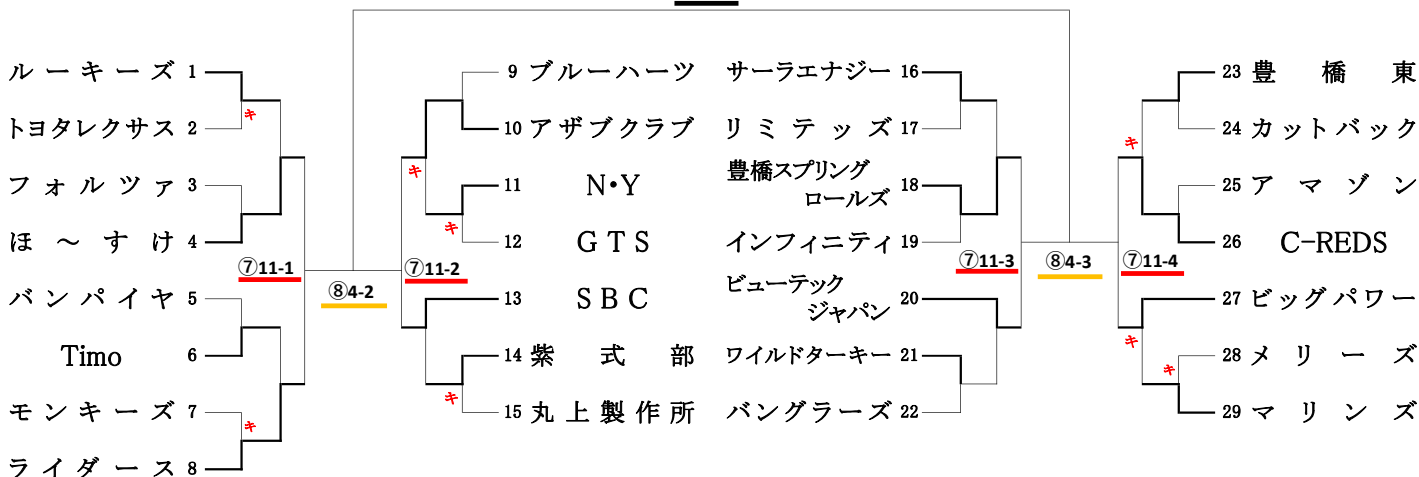 ルーキーズ 1
トヨタレクサス 2
キ
フォルツァ 3
ほ～すけ 4
バンパイヤ 5
Timo 6
モンキーズ 7
キ
ライダース 8
⑦11-1
⑧4-2
⑦11-2
9 ブルーハーツ
10 アザブクラブ
キ
11 N・Y
キ
12 GTS
13 SBC
14 紫式部
キ
15 丸上製作所
サーラエナジー 16
リミテッズ 17
豊橋スプリング
ロールズ 18
インフィニティ 19
ビューテック
ジャパン 20
ワイルドターキー 21
バングラーズ 22
⑦11-3
⑧4-3
⑦11-4
23 豊橋東
24 カットバック
キ
25 アマゾン
26 C-REDS
27 ビッグパワー
キ
28 メリーズ
キ
29 マリンズ